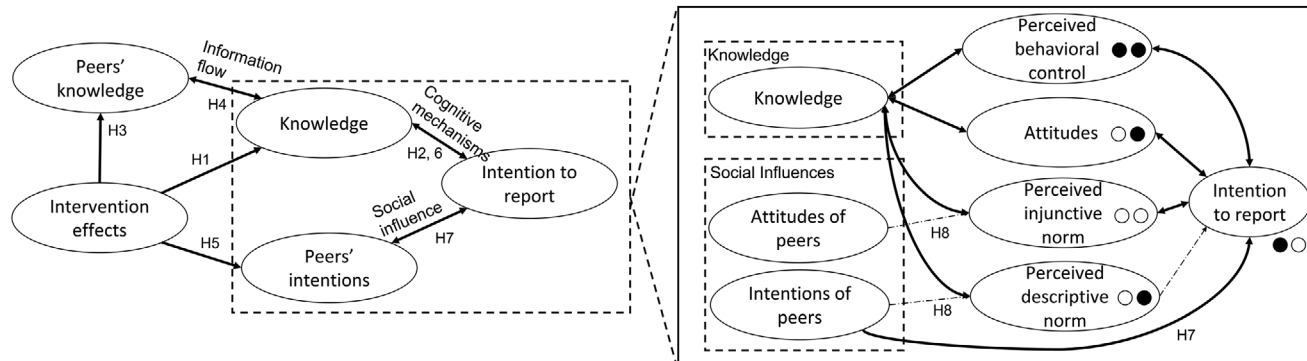 Peers'
knowledge
Information
flow
H4
H3
Knowledge
Cognitive
mechanisms
H2, 6
H1
Intention to
report
Intervention
effects
Social
influence
H7
H5
Peers'
intentions
Knowledge
Knowledge
Perceived
behavioral
control
Attitudes
Social Influences
Attitudes of
peers
H8
Perceived
injunctive
norm
Intention
to report
Intentions of
peers
H8
Perceived
descriptive
norm
H7